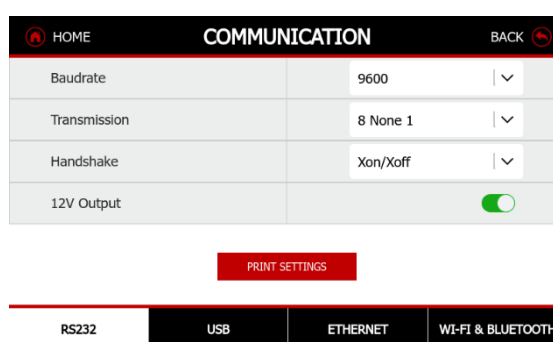 HOME COMMUNICATION BACK
Baudrate 9600
Transmission 8 None 1
Handshake Xon/Xoff
12V Output
PRINT SETTINGS
RS232 USB ETHERNET WI-FI & BLUETOOTH